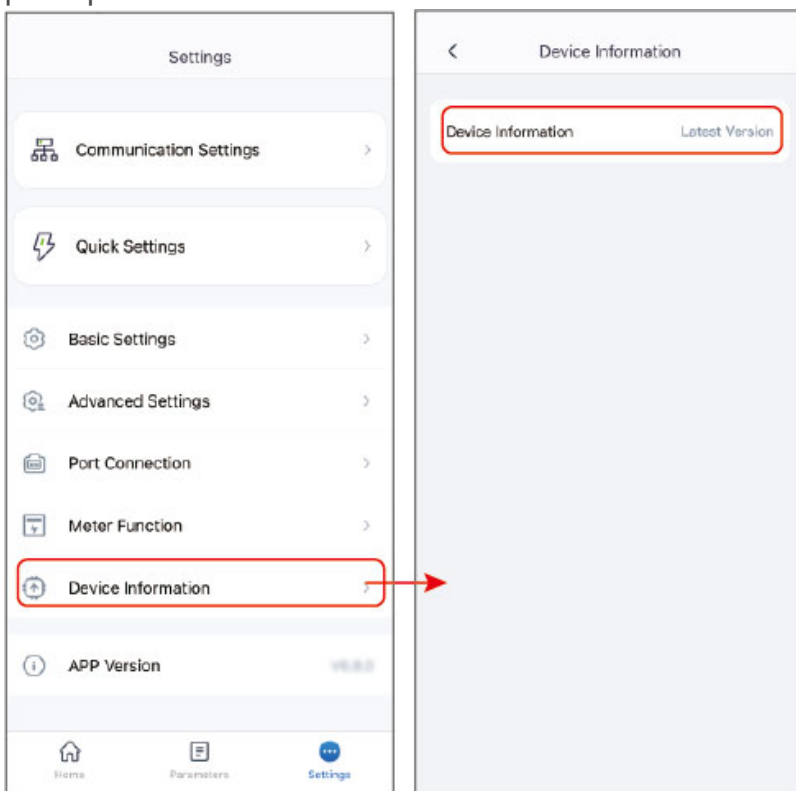 Settings
Communication Settings
Quick Settings
Basic Settings
Advanced Settings
Port Connection
Meter Function
Device Information
APP Version
Home
Parameters
Settings
Device Information
Device Information
Latest Version